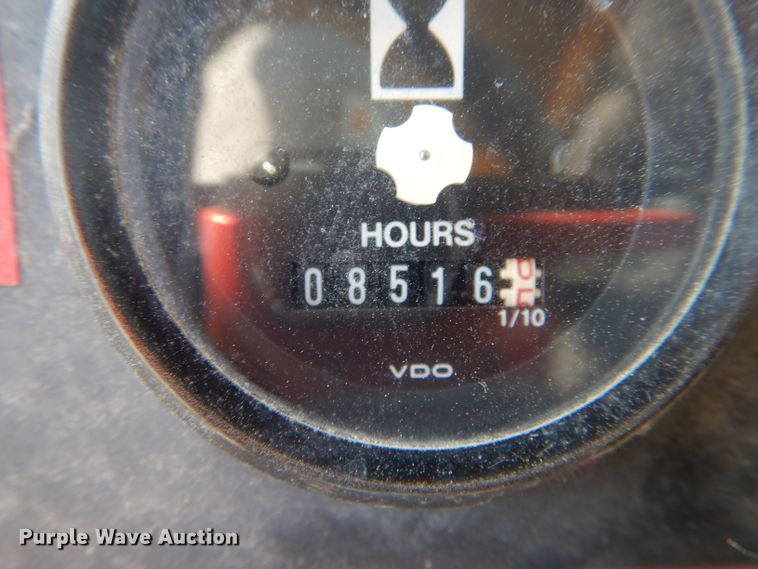 HOURS
08516
1/10
VDO
Purple Wave Auction